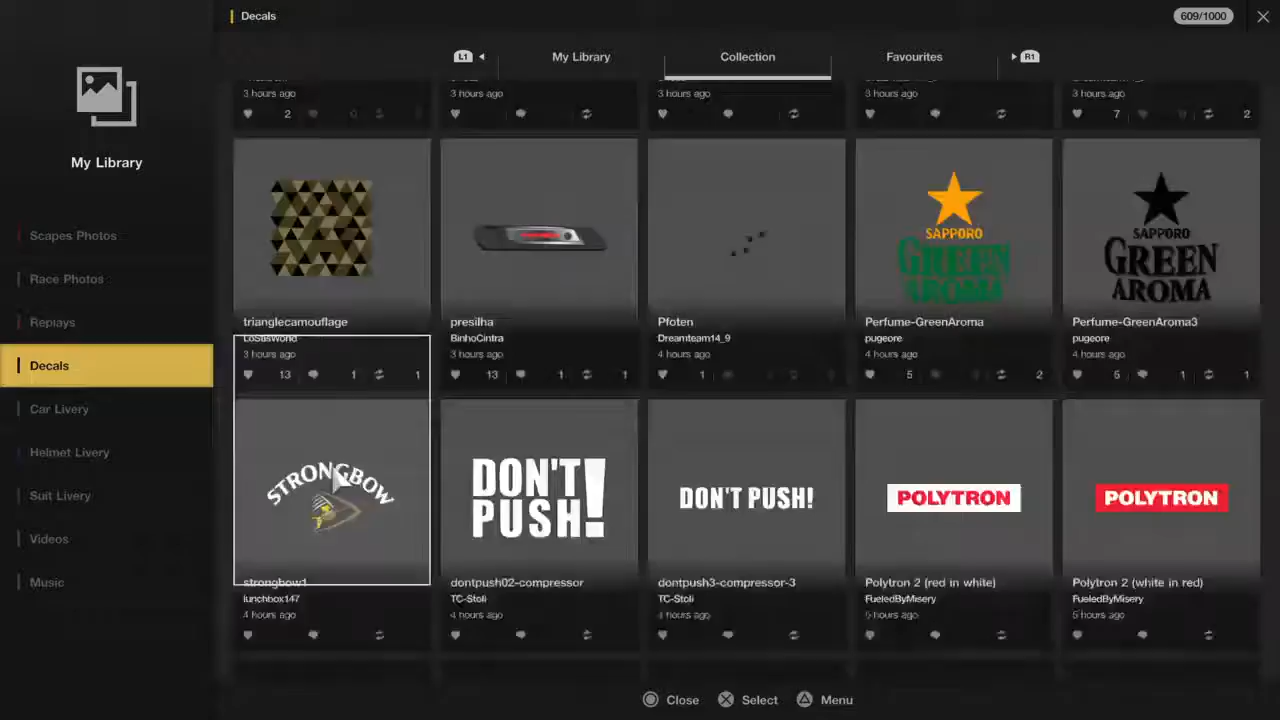 Decals
609/1000
L1
My Library
Collection
Favourites
R1
My Library
Scapes Photos
Race Photos
Replays
Decals
Car Livery
Helmet Livery
Suit Livery
Videos
Music
3 hours ago
3 hours ago
3 hours ago
3 hours ago
3 hours ago
2 0
7 2
SAPPORO
GREEN
AROMA
SAPPORO
GREEN
AROMA
trianglecamouflage
presilha
Pfoten
Perfume-GreenAroma
Perfume-GreenAroma3
LoStisWorld
BinhoCintra
Dreamteam14_9
pugeore
pugeore
3 hours ago
3 hours ago
4 hours ago
4 hours ago
4 hours ago
13 1 1
13 1 1
1
5 2
5 1 1
STRONGBOW
DON'T
PUSH!
DON'T PUSH!
POLYTRON
POLYTRON
strongbow1
dontpush02-compressor
dontpush3-compressor-3
Polytron 2 (red in white)
Polytron 2 (white in red)
lunchbox147
TC-Stoli
TC-Stoli
FueledByMisery
FueledByMisery
4 hours ago
4 hours ago
4 hours ago
5 hours ago
5 hours ago
Close
Select
Menu